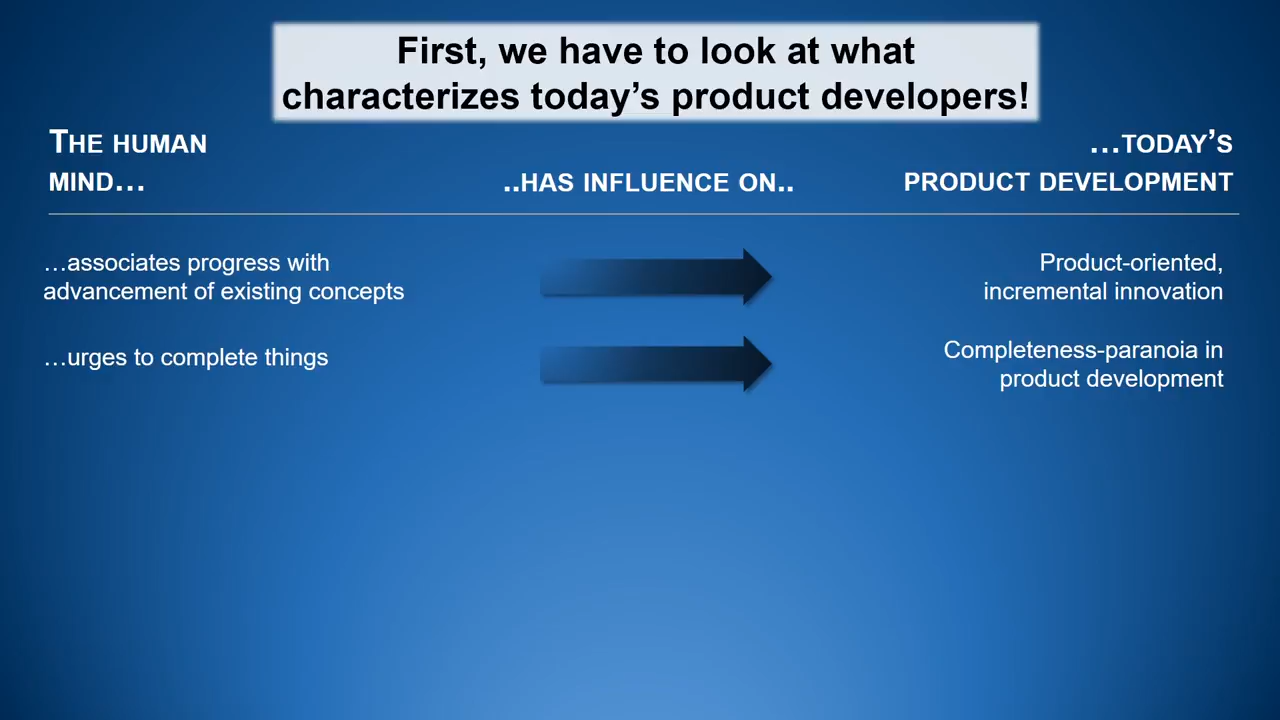 First, we have to look at what
characterizes today’s product developers!
THE HUMAN
MIND…
..HAS INFLUENCE ON..
…TODAY’S
PRODUCT DEVELOPMENT
…associates progress with
advancement of existing concepts
Product-oriented,
incremental innovation
…urges to complete things
Completeness-paranoia in
product development